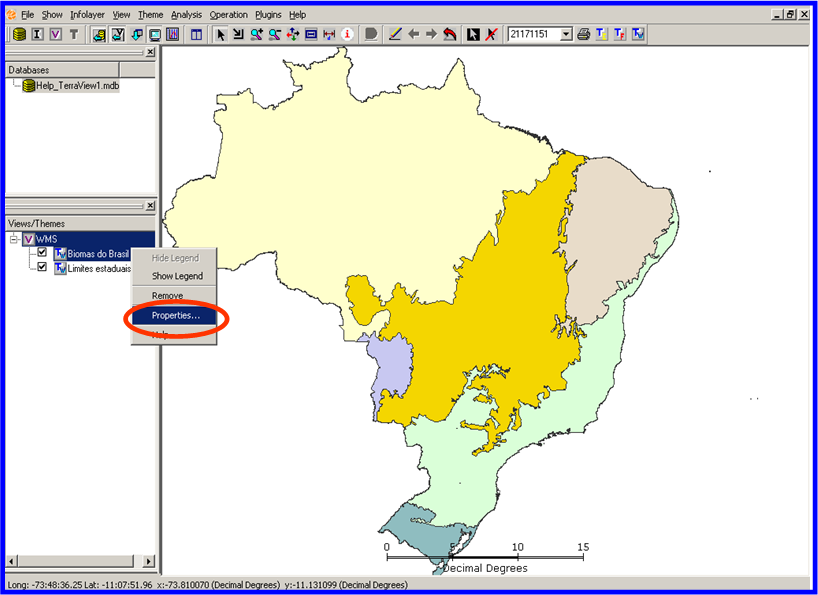 File Show Infolayer View Theme Analysis Operation Plugins Help
I V T 21171151
Databases
Help_TerraView1.mdb
Views/Themes
WMS
Biomas do Brasil
Limites estaduais
Hide Legend
Show Legend
Remove
Properties...
Help
0 5 10 15
Decimal Degrees
Long: -73:48:36.25 Lat: -11:07:51.96 x:-73.810070 (Decimal Degrees) y:-11.131099 (Decimal Degrees)